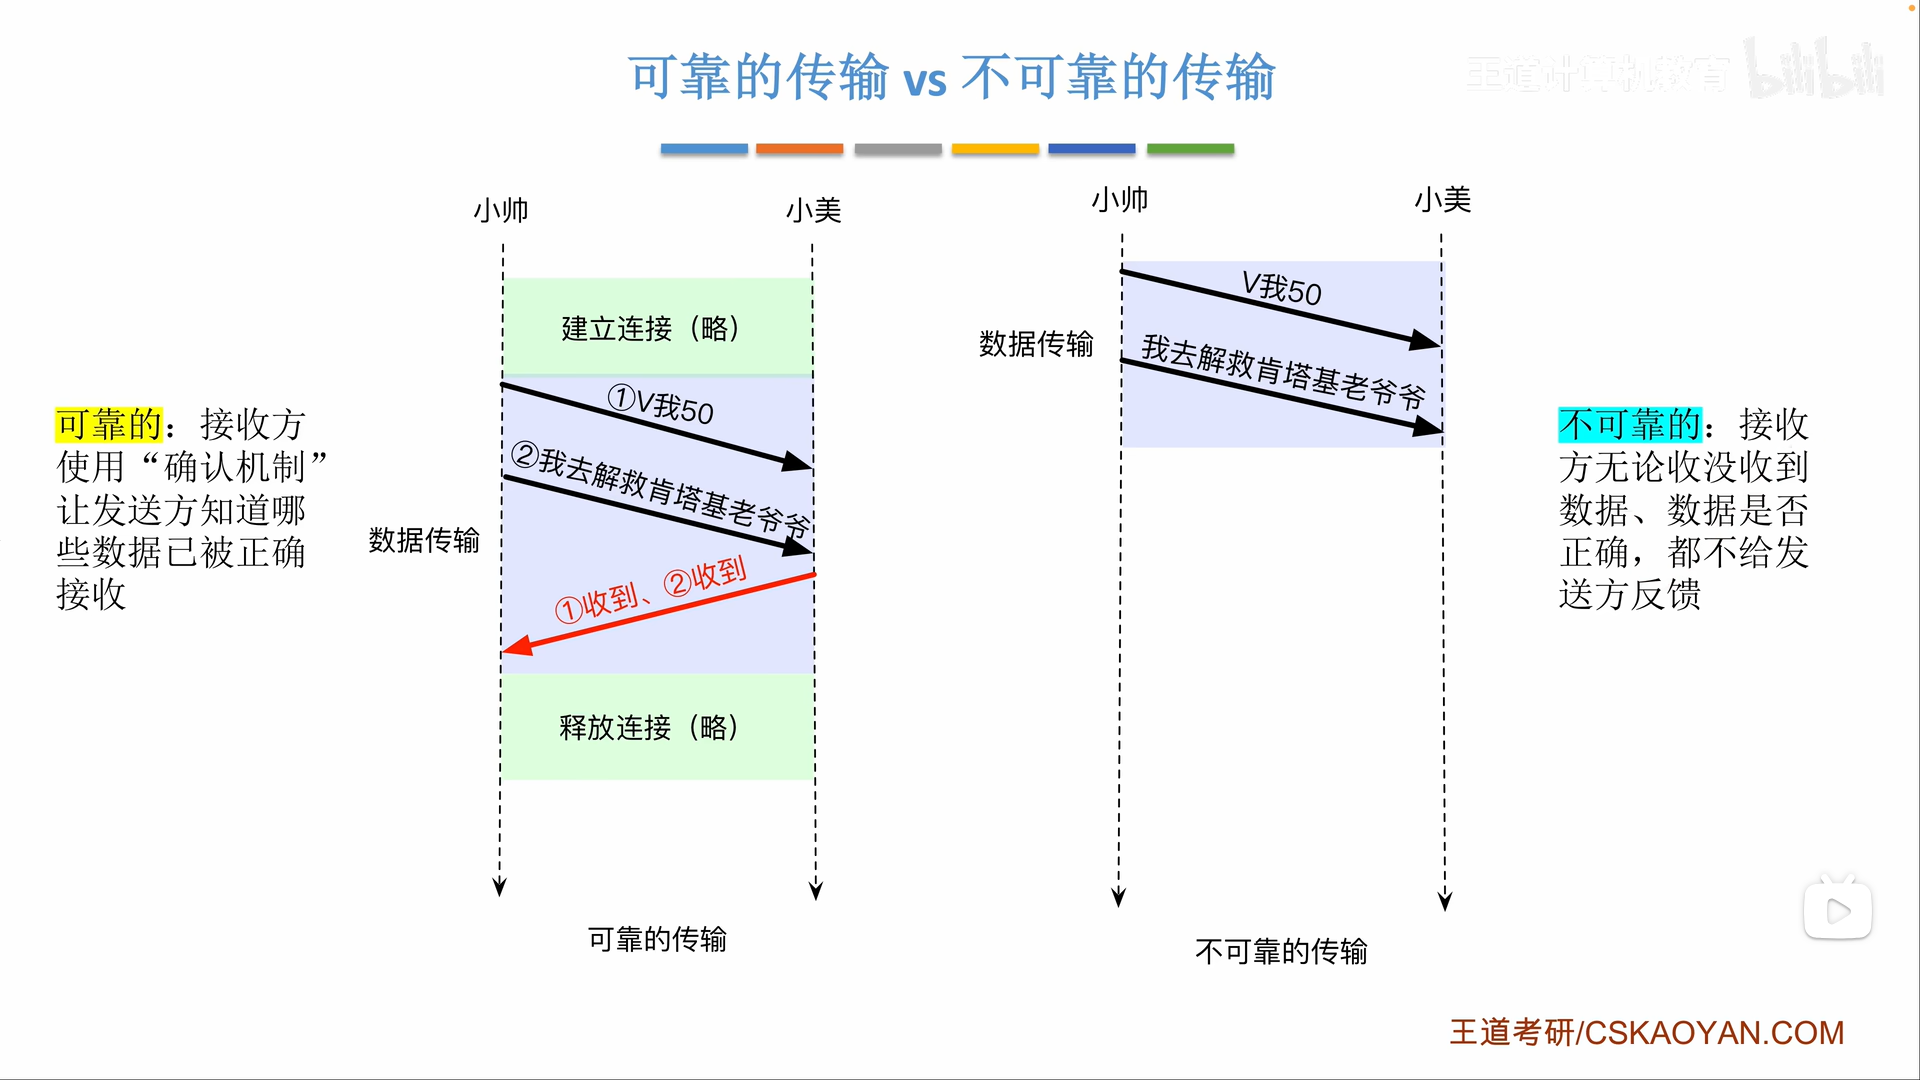 可靠的传输 vs 不可靠的传输
王道计算机教育 bilibili
小帅
小美
建立连接（略）
①V我50
②我去解救肯塔基老爷爷
数据传输
①收到、②收到
释放连接（略）
可靠的传输
可靠的：接收方
使用“确认机制”
让发送方知道哪
些数据已被正确
接收
小帅
小美
V我50
数据传输
我去解救肯塔基老爷爷
不可靠的传输
不可靠的：接收
方无论收没收到
数据、数据是否
正确，都不给发
送方反馈
王道考研/CSKAOYAN.COM